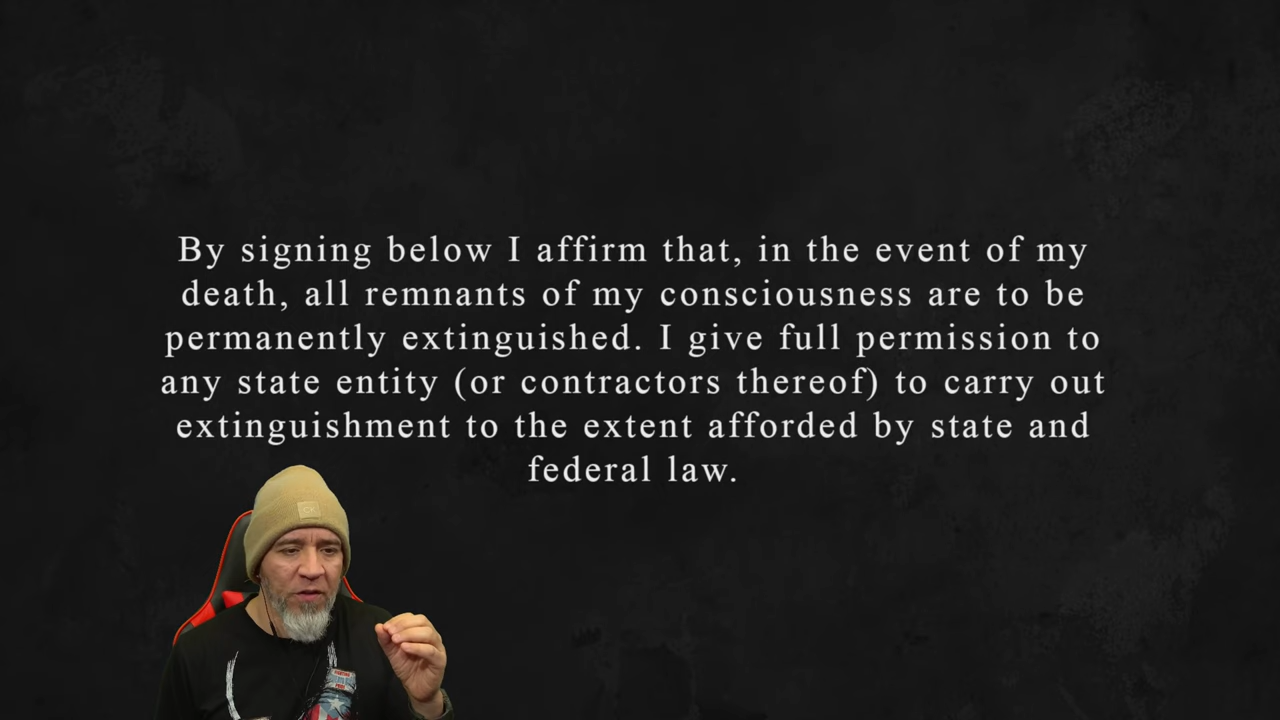 By signing below I affirm that, in the event of my
death, all remnants of my consciousness are to be
permanently extinguished. I give full permission to
any state entity (or contractors thereof) to carry out
extinguishment to the extent afforded by state and
federal law.